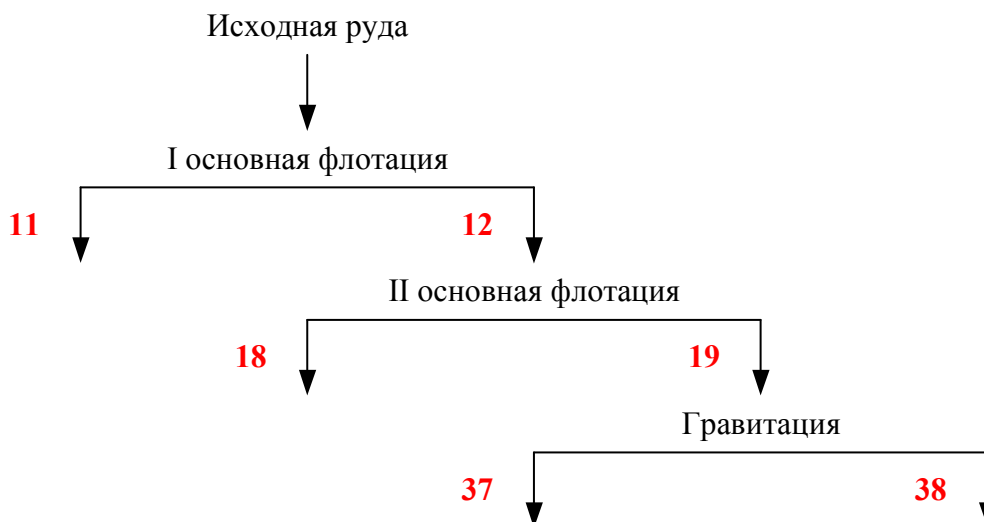 Исходная руда
I основная флотация
11 12
II основная флотация
18 19
Гравитация
37 38